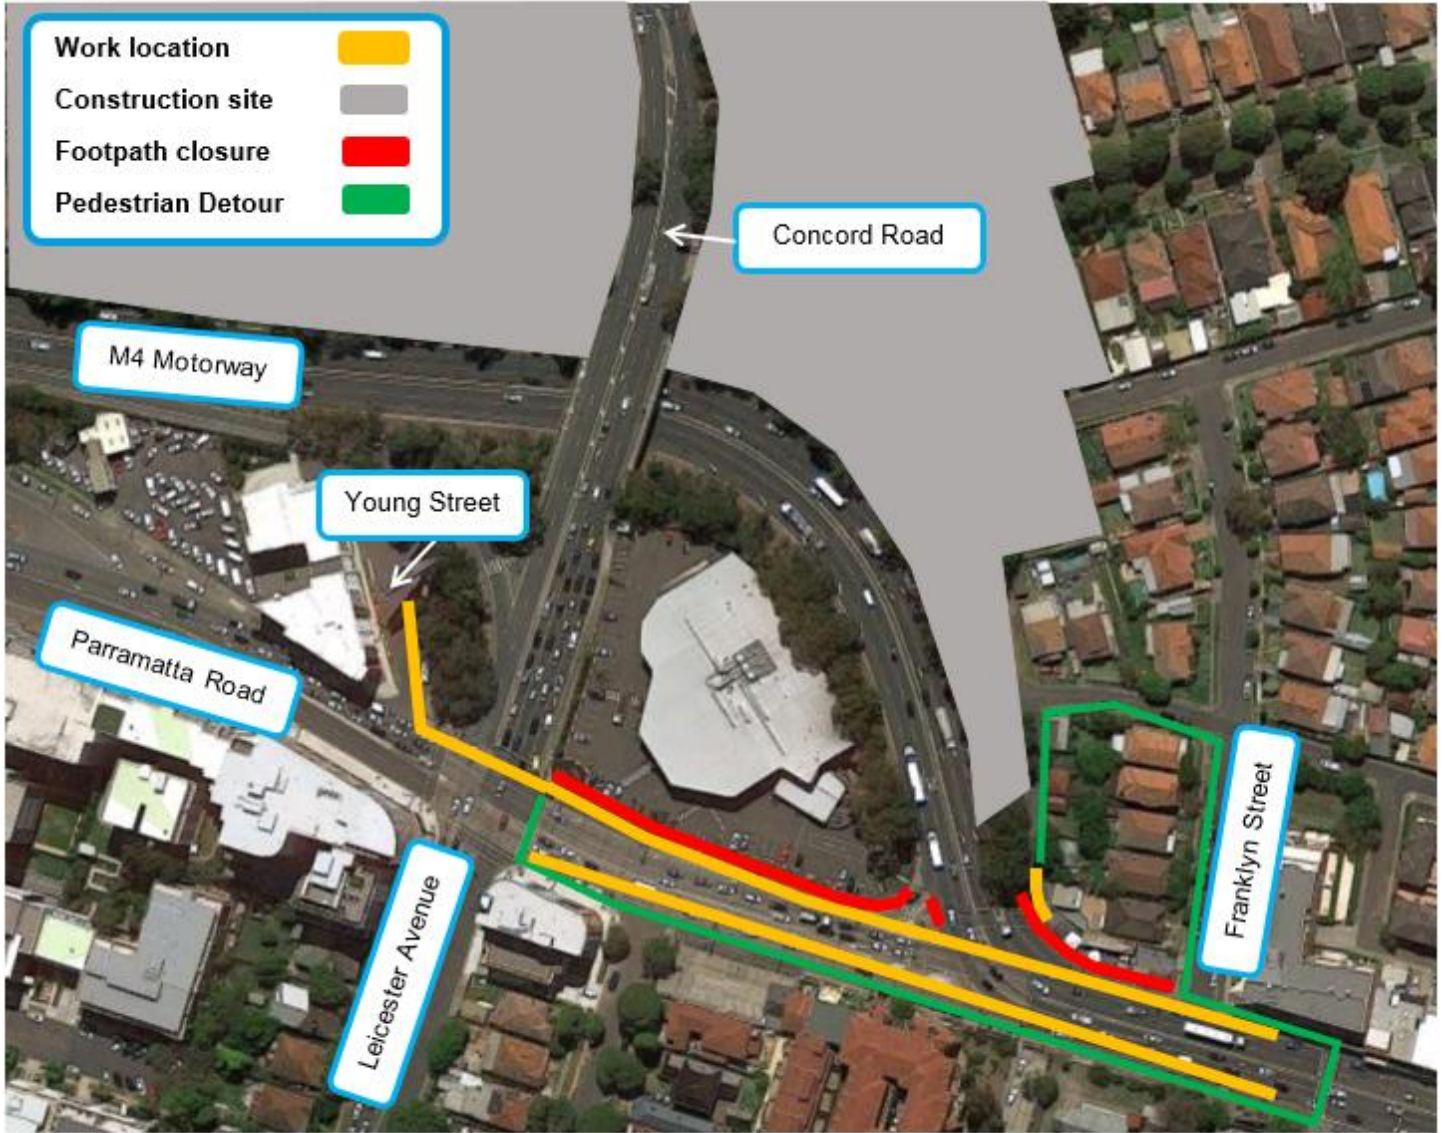 Work location
Construction site
Footpath closure
Pedestrian Detour
Concord Road
M4 Motorway
Young Street
Parramatta Road
Franklyn Street
Leicester Avenue